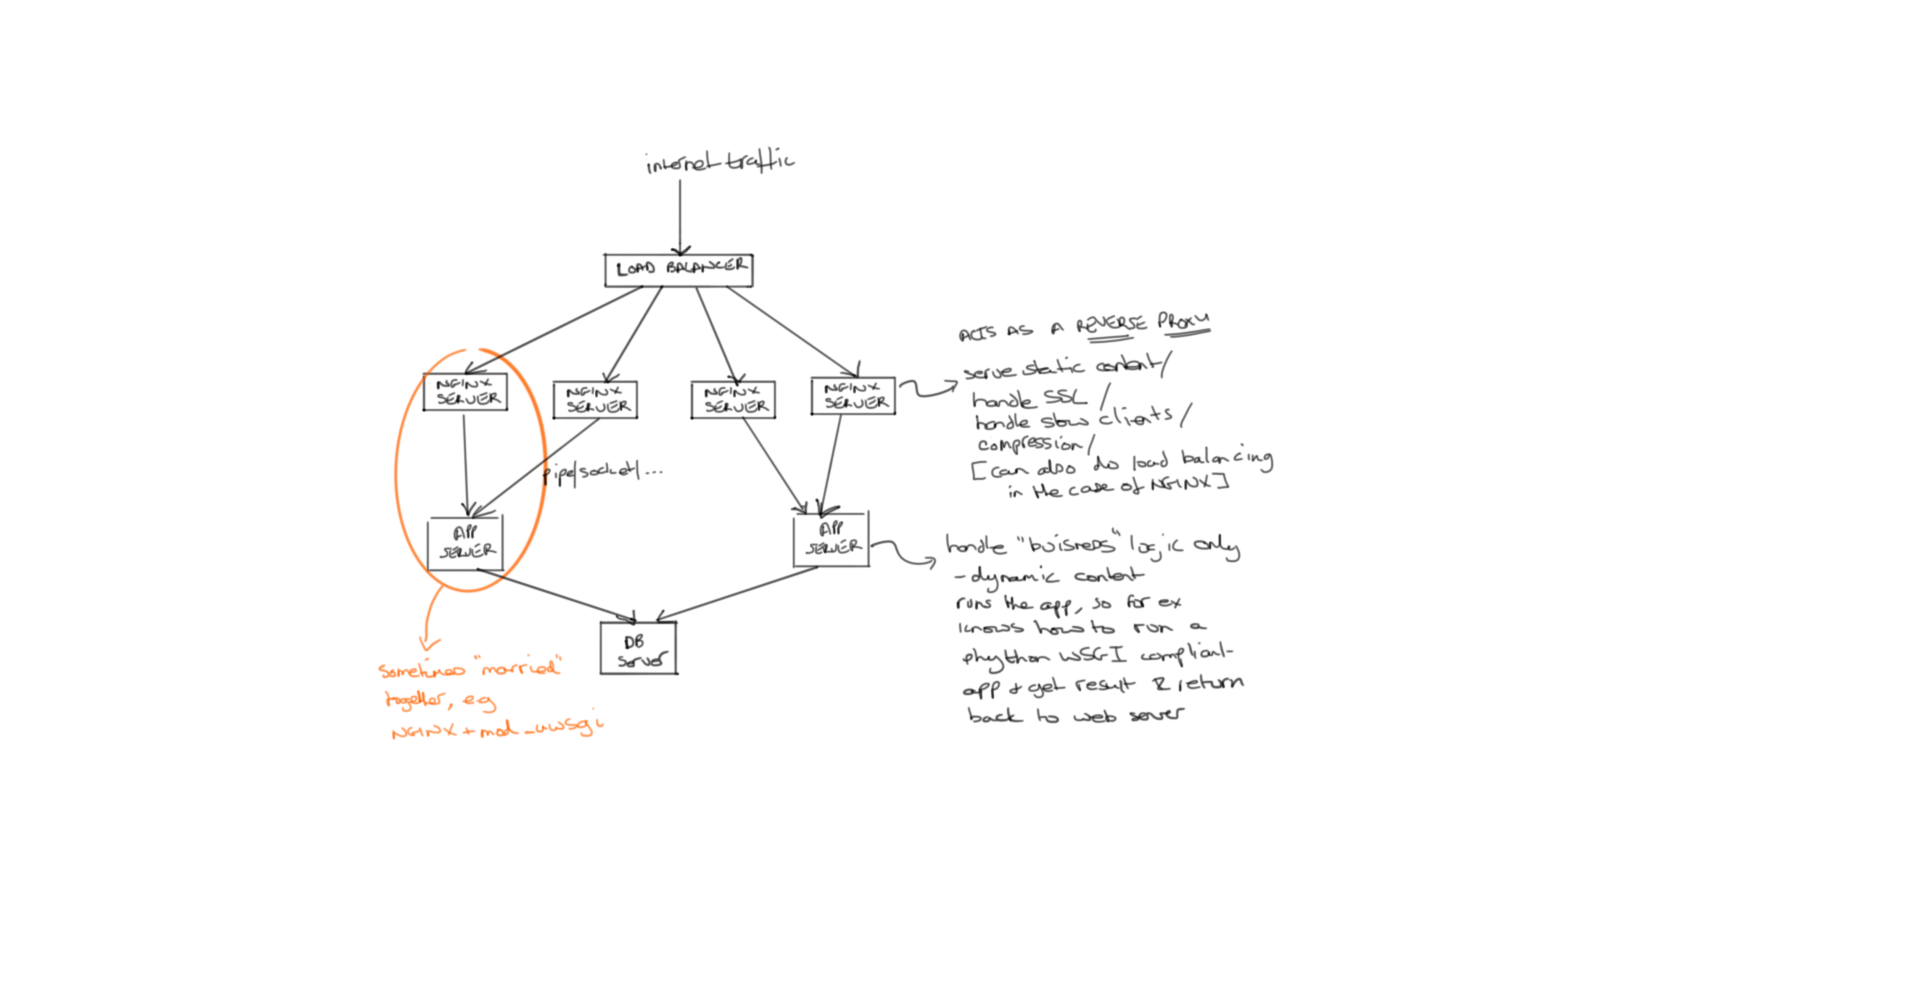 internet traffic
LOAD BALANCER
NGINX
SERVER
NGINX
SERVER
NGINX
SERVER
NGINX
SERVER
ACTS AS A REVERSE PROXY
serve static content/
handle SSL /
handle slow clients/
compression/
[can also do load balancing
in the case of NGINX]
pipe/socket/...
APP
SERVER
APP
SERVER
handle "buisness" logic only
- dynamic content
runs the app, so for ex
knows how to run a
phython WSGI compliant
app & get result & return
back to web server
DB
Server
Sometimes "married"
together, eg
NGINX + mod_uwsgi